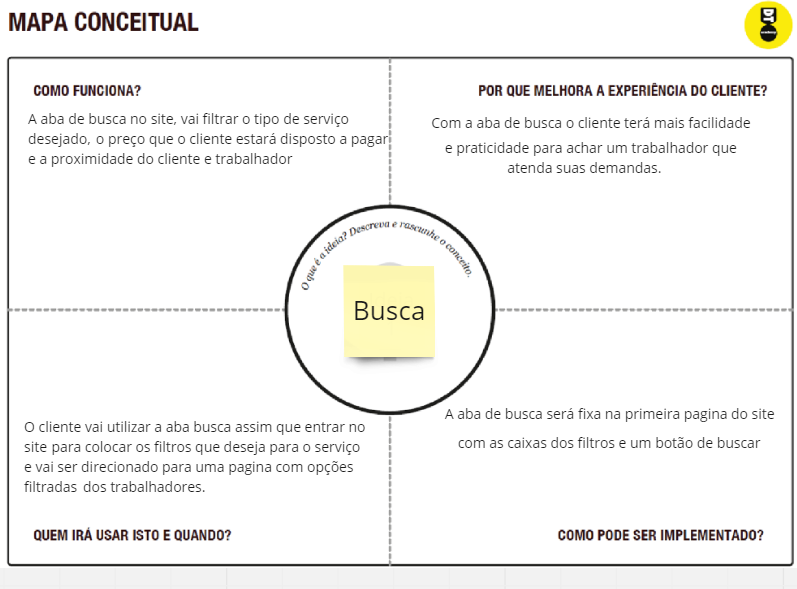 MAPA CONCEITUAL
COMO FUNCIONA?
A aba de busca no site, vai filtrar o tipo de serviço
desejado, o preço que o cliente estará disposto a pagar
e a proximidade do cliente e trabalhador
POR QUE MELHORA A EXPERIÊNCIA DO CLIENTE?
Com a aba de busca o cliente terá mais facilidade
e praticidade para achar um trabalhador que
atenda suas demandas.
O que é a ideia? Descreva e rascunhe o conceito.
Busca
O cliente vai utilizar a aba busca assim que entrar no
site para colocar os filtros que deseja para o serviço
e vai ser direcionado para uma pagina com opções
filtradas dos trabalhadores.
QUEM IRÁ USAR ISTO E QUANDO?
A aba de busca será fixa na primeira pagina do site
com as caixas dos filtros e um botão de buscar
COMO PODE SER IMPLEMENTADO?